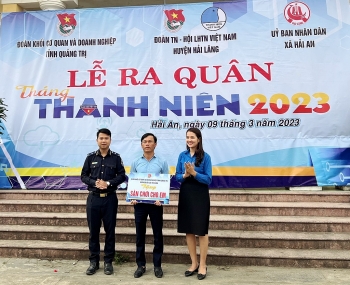 ĐOÀN KHỐI CƠ QUAN VÀ DOANH NGHIỆP
TỈNH QUẢNG TRỊ
ĐOÀN TN - HỘI LHTN VIỆT NAM
HUYỆN HẢI LĂNG
ỦY BAN NHÂN DÂN
XÃ HẢI AN
LỄ RA QUÂN
Tháng
THANH NIÊN 2023
Hải An, ngày 09 tháng 3 năm 2023
SÂN CHƠI CHO EM